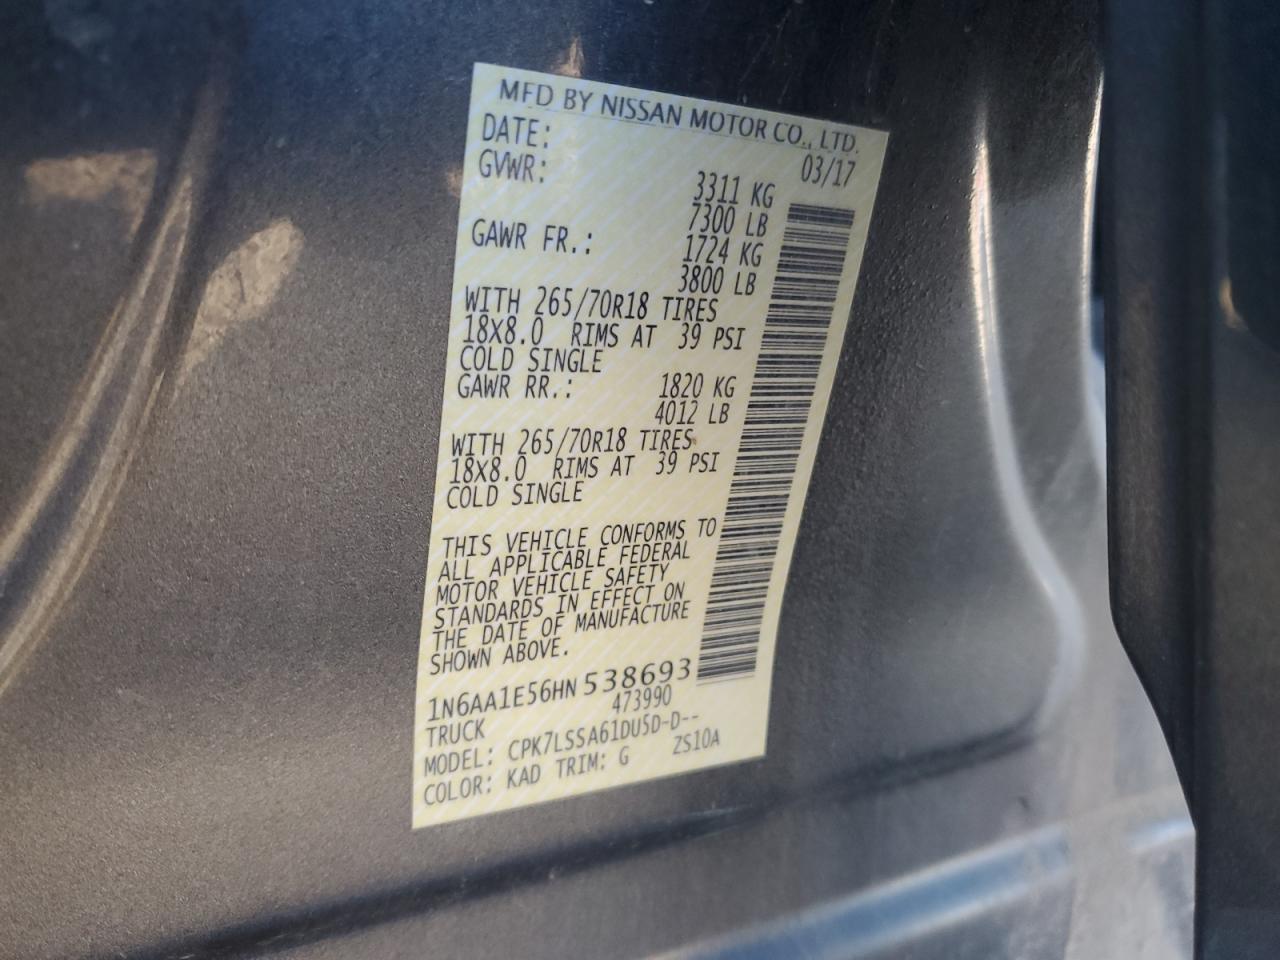 MFD BY NISSAN MOTOR CO., LTD.
DATE: 03/17
GVWR: 3311 KG
7300 LB
GAWR FR.: 1724 KG
3800 LB
WITH 265/70R18 TIRES
18X8.0 RIMS AT 39 PSI
COLD SINGLE
GAWR RR.: 1820 KG
4012 LB
WITH 265/70R18 TIRES
18X8.0 RIMS AT 39 PSI
COLD SINGLE
THIS VEHICLE CONFORMS TO
ALL APPLICABLE FEDERAL
MOTOR VEHICLE SAFETY
STANDARDS IN EFFECT ON
THE DATE OF MANUFACTURE
SHOWN ABOVE.
1N6AA1E56HN538693
TRUCK 473990
MODEL: CPK7LSSA61DU5D-D--
COLOR: KAD TRIM: G ZS10A